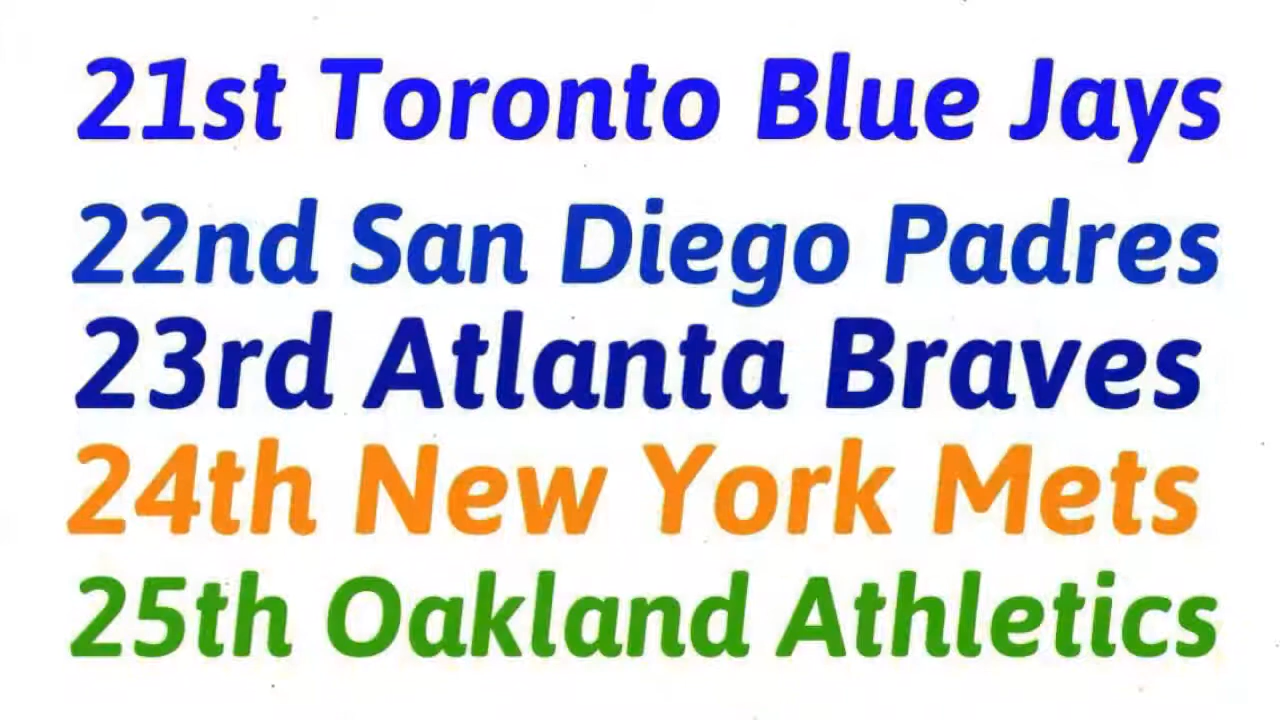 21st Toronto Blue Jays
22nd San Diego Padres
23rd Atlanta Braves
24th New York Mets
25th Oakland Athletics